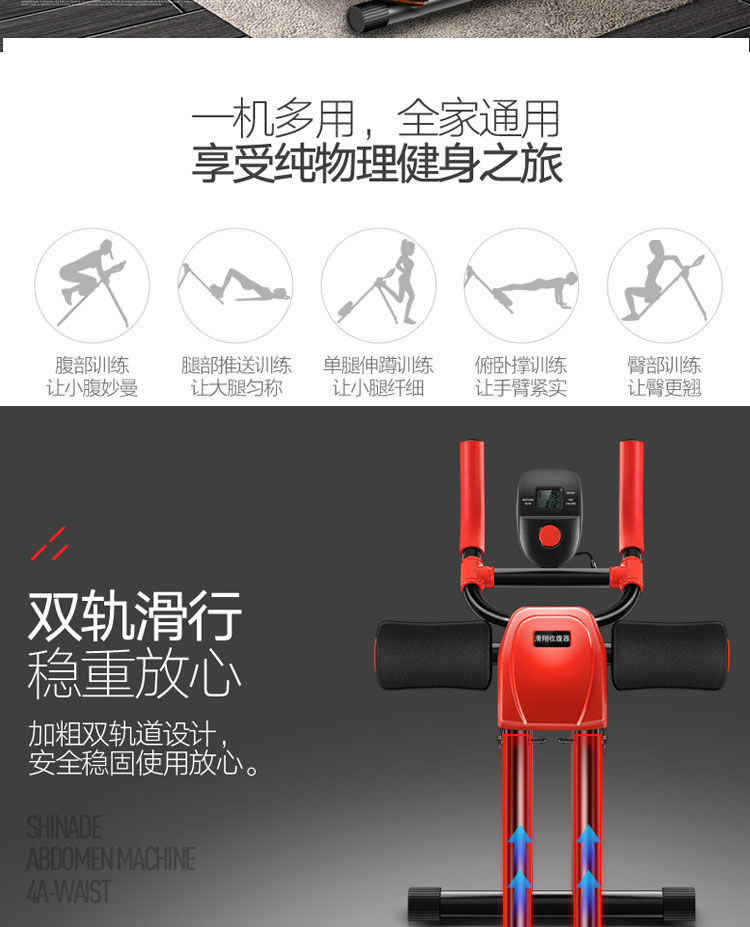 一机多用，全家通用
享受纯物理健身之旅
腹部训练
让小腹妙曼
腿部推送训练
让大腿匀称
单腿伸蹲训练
让小腿纤细
俯卧撑训练
让手臂紧实
臀部训练
让臀更翘
滑翔收腹器
双轨滑行
稳重放心
加粗双轨道设计，
安全稳固使用放心。
SHINADE
ABDOMEN MACHINE
4A-WAIST